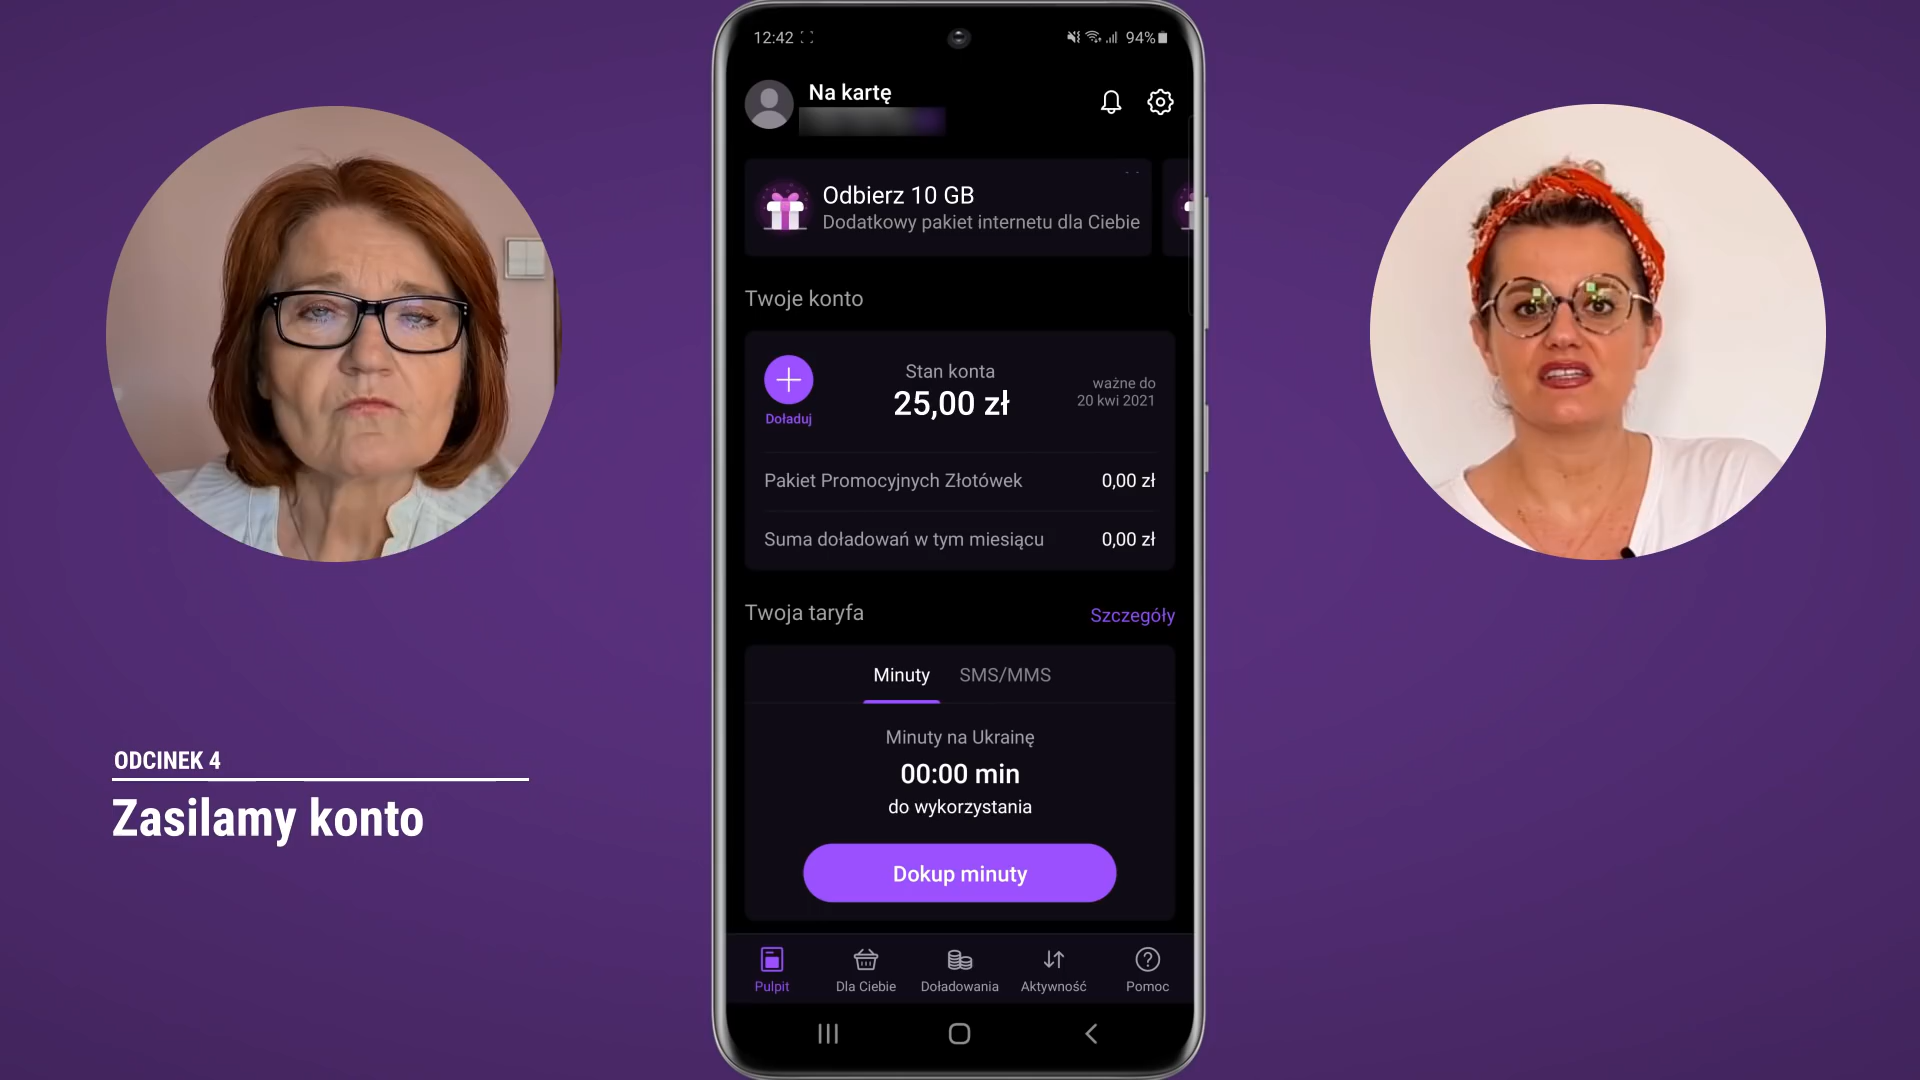 12:42
94%
Na kartę
Odbierz 10 GB
Dodatkowy pakiet internetu dla Ciebie
Twoje konto
Doładuj
Stan konta
25,00 zł
ważne do
20 kwi 2021
Pakiet Promocyjnych Złotówek 0,00 zł
Suma doładowań w tym miesiącu 0,00 zł
Twoja taryfa Szczegóły
Minuty SMS/MMS
Minuty na Ukrainę
00:00 min
do wykorzystania
Dokup minuty
Pulpit Dla Ciebie Doładowania Aktywność Pomoc
ODCINEK 4
Zasilamy konto